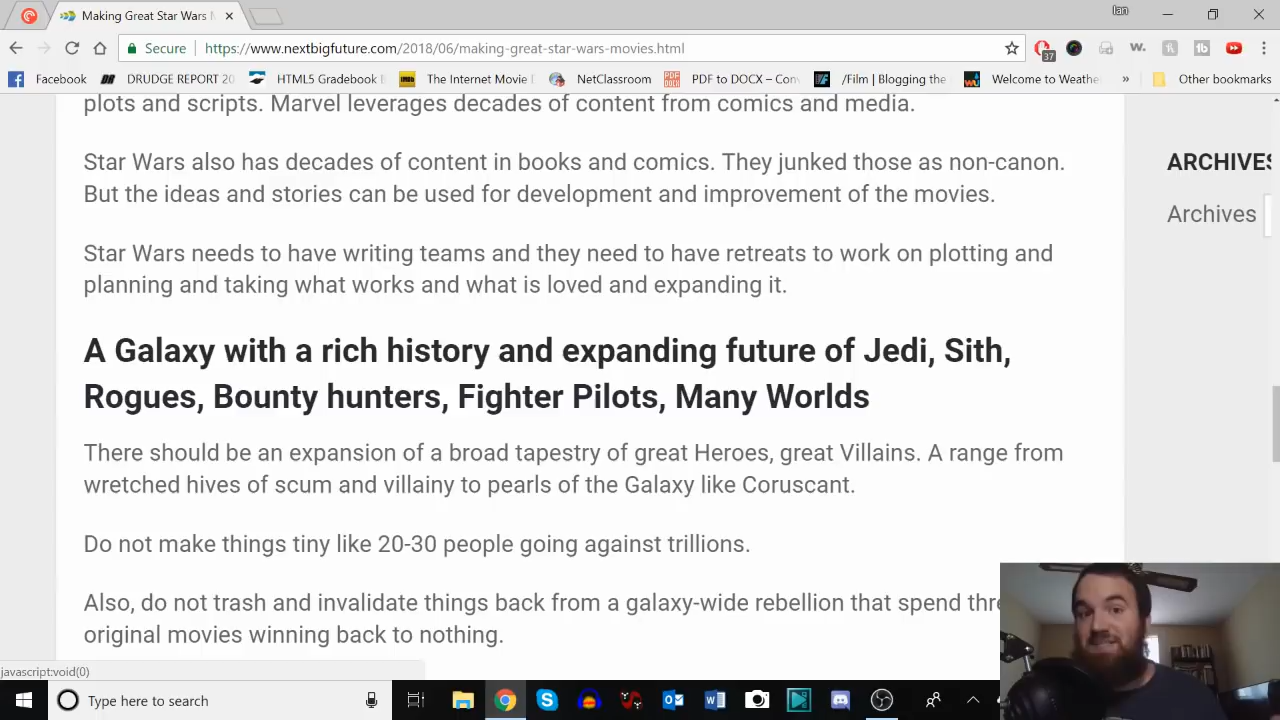 Making Great Star Wars M
Ian
Secure
https://www.nextbigfuture.com/2018/06/making-great-star-wars-movies.html
37
Facebook
DRUDGE REPORT 20
HTML5 Gradebook
The Internet Movie
NetClassroom
PDF to DOCX – Con
/Film | Blogging the
Welcome to Weathe
»
Other bookmarks
plots and scripts. Marvel leverages decades of content from comics and media.
Star Wars also has decades of content in books and comics. They junked those as non-canon.
But the ideas and stories can be used for development and improvement of the movies.
Star Wars needs to have writing teams and they need to have retreats to work on plotting and
planning and taking what works and what is loved and expanding it.
A Galaxy with a rich history and expanding future of Jedi, Sith,
Rogues, Bounty hunters, Fighter Pilots, Many Worlds
There should be an expansion of a broad tapestry of great Heroes, great Villains. A range from
wretched hives of scum and villainy to pearls of the Galaxy like Coruscant.
Do not make things tiny like 20-30 people going against trillions.
Also, do not trash and invalidate things back from a galaxy-wide rebellion that spend thre
original movies winning back to nothing.
ARCHIVES
Archives
javascript:void(0)
Type here to search